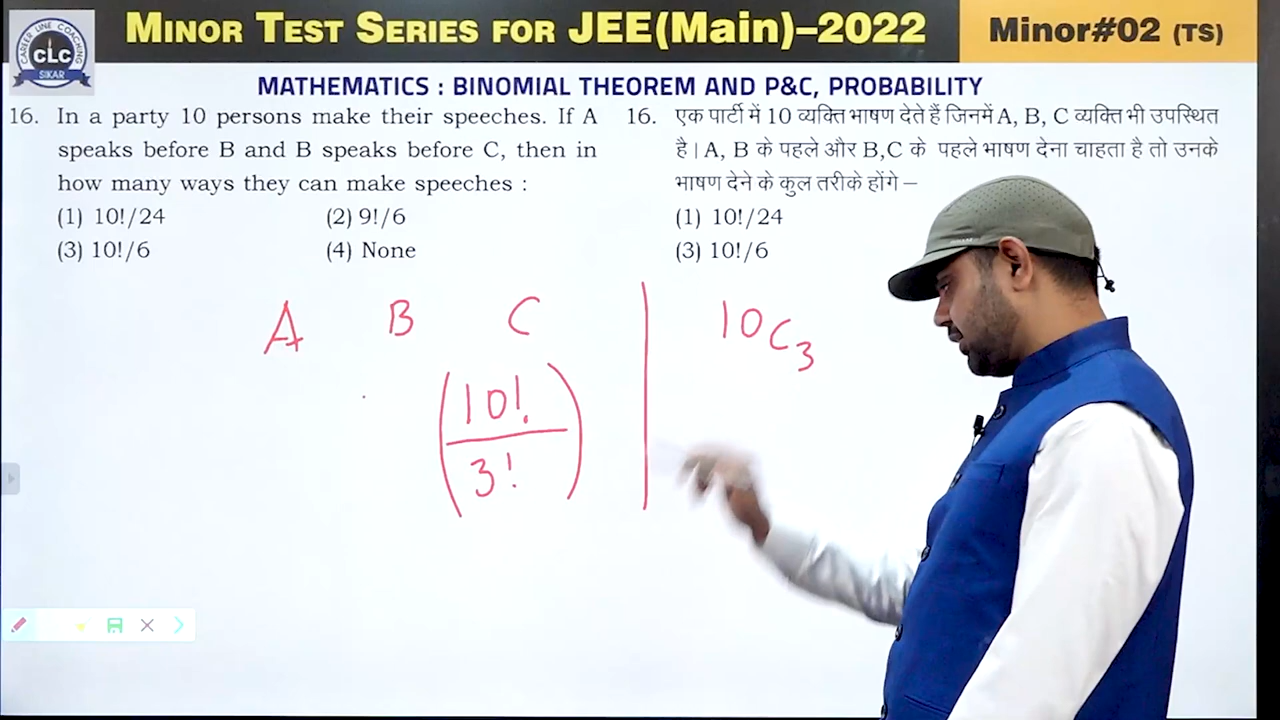 MINOR TEST SERIES FOR JEE(MAIN)–2022
Minor#02 (TS)
CAREER LINE COACHING
CLC
SIKAR
MATHEMATICS : BINOMIAL THEOREM AND P&C, PROBABILITY
16. In a party 10 persons make their speeches. If A
speaks before B and B speaks before C, then in
how many ways they can make speeches :
(1) 10!/24 (2) 9!/6
(3) 10!/6 (4) None
16. एक पार्टी में 10 व्यक्ति भाषण देते हैं जिनमें A, B, C व्यक्ति भी उपस्थित
है। A, B के पहले और B,C के पहले भाषण देना चाहता है तो उनके
भाषण देने के कुल तरीके होंगे –
(1) 10!/24
(3) 10!/6
A B C
(10!/3!)
10C3